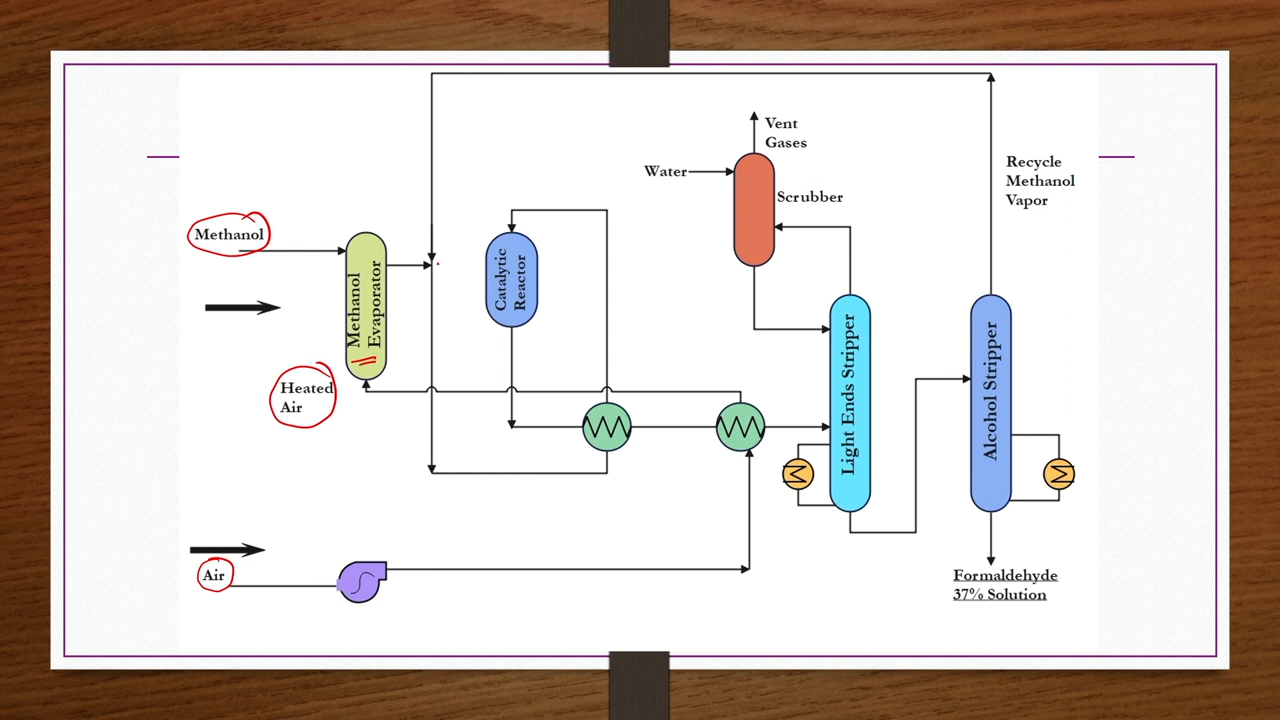 Vent
Gases
Water
Scrubber
Recycle
Methanol
Vapor
Methanol
Methanol
Evaporator
Catalytic
Reactor
Heated
Air
Light Ends Stripper
Alcohol Stripper
Air
Formaldehyde
37% Solution